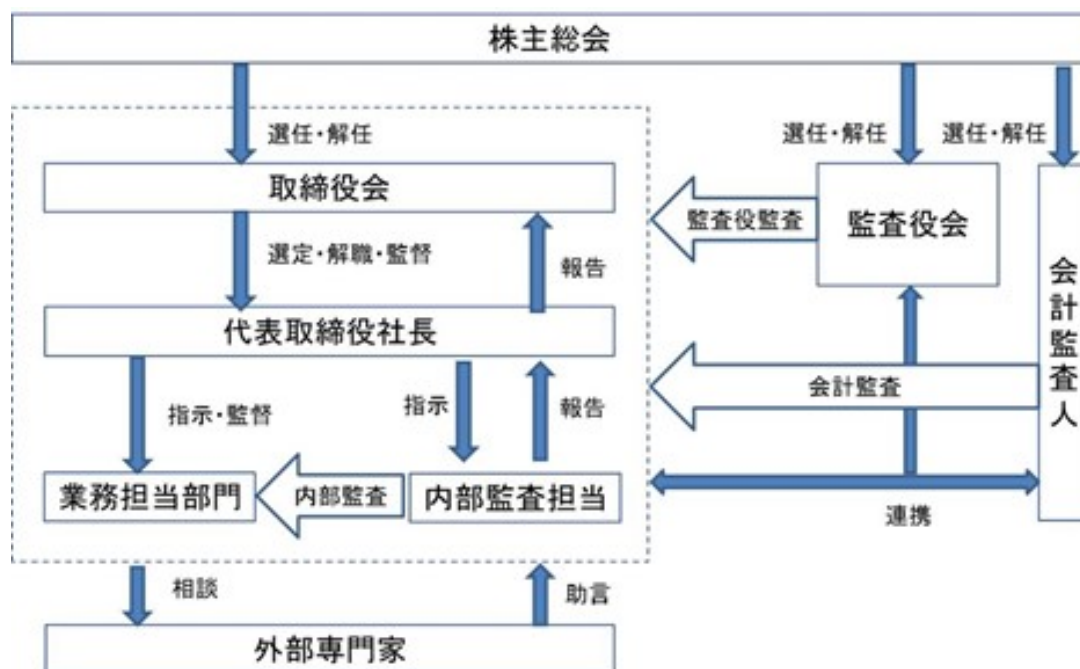 株主総会
選任・解任
選任・解任
選任・解任
取締役会
監査役監査
監査役会
選定・解職・監督
報告
会計監査人
代表取締役社長
会計監査
指示・監督
指示
報告
業務担当部門
内部監査
内部監査担当
連携
相談
助言
外部専門家